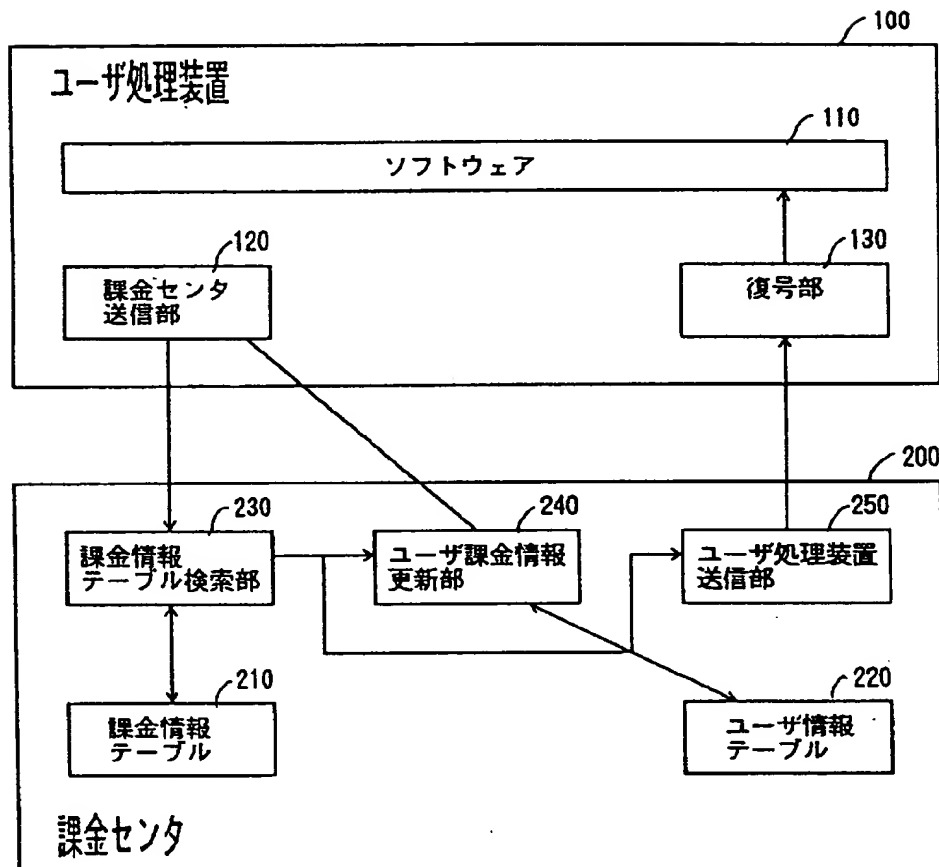 100
ユーザ処理装置
110
ソフトウェア
120
課金センタ
送信部
130
復号部
200
230
課金情報
テーブル検索部
240
ユーザ課金情報
更新部
250
ユーザ処理装置
送信部
210
課金情報
テーブル
220
ユーザ情報
テーブル
課金センタ